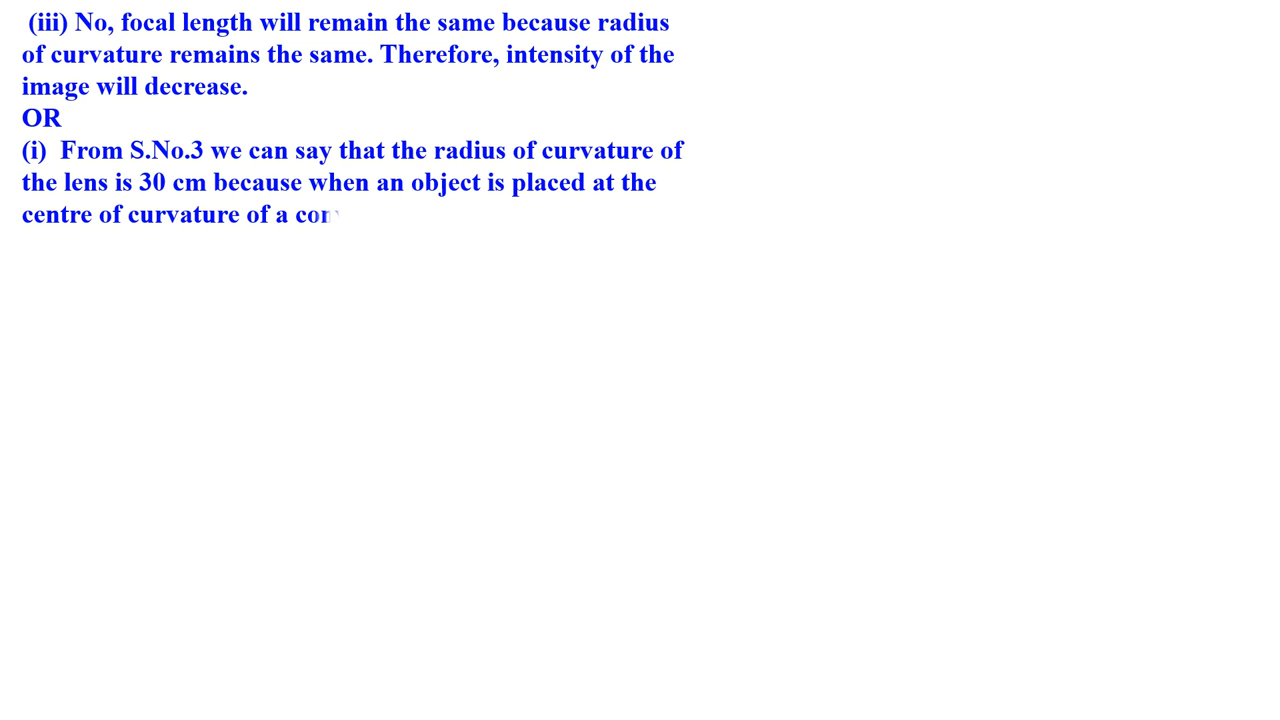 (iii) No, focal length will remain the same because radius
of curvature remains the same. Therefore, intensity of the
image will decrease.
OR
(i)  From S.No.3 we can say that the radius of curvature of
the lens is 30 cm because when an object is placed at the
centre of curvature of a